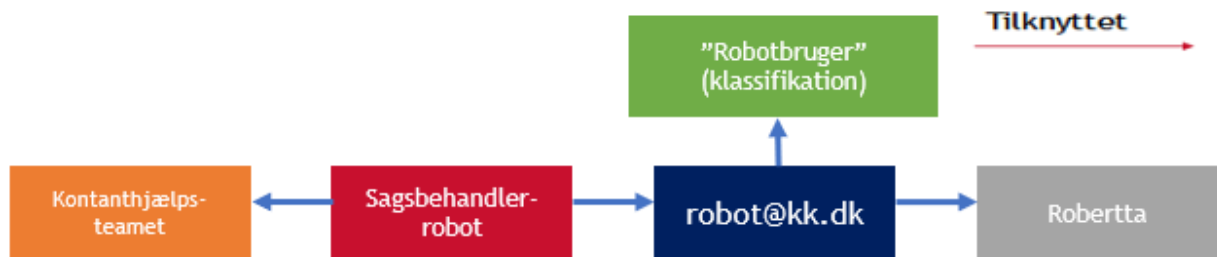 Tilknyttet
”Robotbruger”
(klassifikation)
Kontanthjælps-
teamet
Sagsbehandler-
robot
robot@kk.dk
Robertta